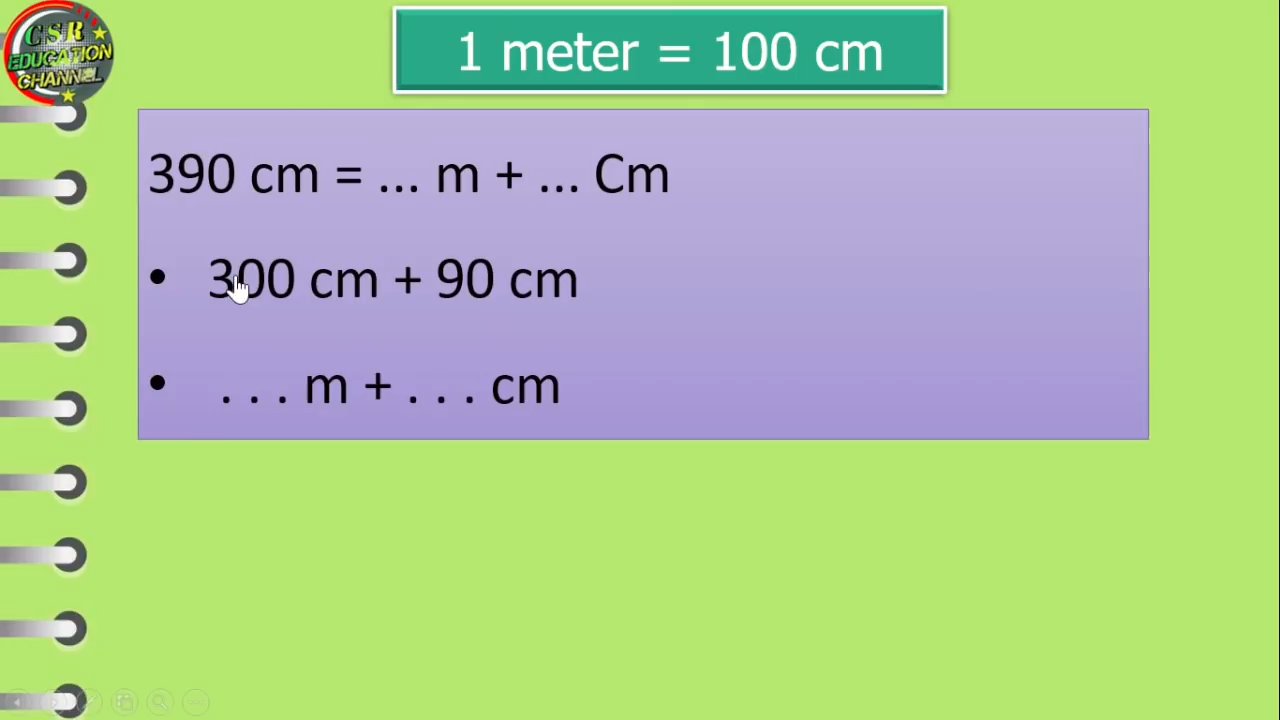 CSR
EDUCATION
CHANNEL
1 meter = 100 cm
390 cm = ... m + ... Cm
• 300 cm + 90 cm
• . . . m + . . . cm